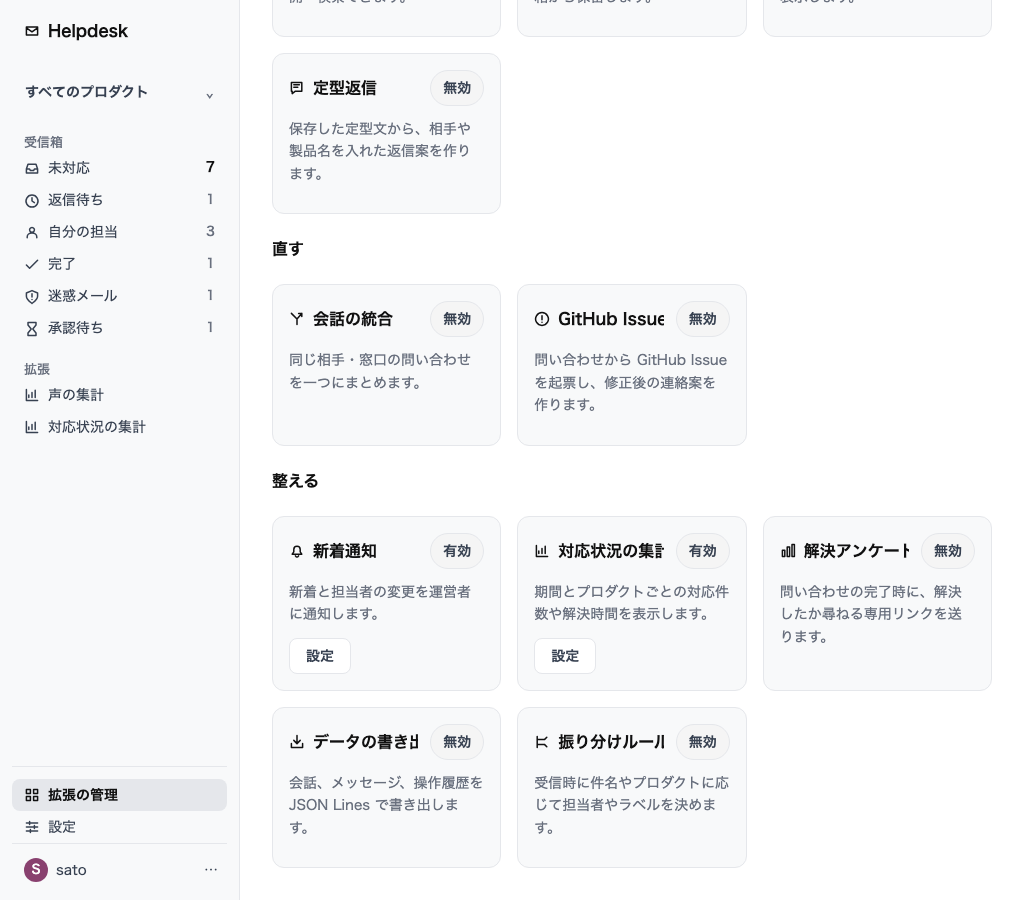 Helpdesk
すべてのプロダクト
受信箱
未対応 7
返信待ち 1
自分の担当 3
完了 1
迷惑メール 1
承認待ち 1
拡張
声の集計
対応状況の集計
拡張の管理
設定
S sato ...
定型返信 無効
保存した定型文から、相手や
製品名を入れた返信案を作り
ます。
直す
会話の統合 無効
同じ相手・窓口の問い合わせ
を一つにまとめます。
GitHub Issue 無効
問い合わせから GitHub Issue
を起票し、修正後の連絡案を
作ります。
整える
新着通知 有効
新着と担当者の変更を運営者
に通知します。
設定
対応状況の集計 有効
期間とプロダクトごとの対応件
数や解決時間を表示します。
設定
解決アンケート 無効
問い合わせの完了時に、解決
したか尋ねる専用リンクを送
ります。
データの書き出 無効
会話、メッセージ、操作履歴を
JSON Lines で書き出しま
す。
振り分けルール 無効
受信時に件名やプロダクトに応
じて担当者やラベルを決めま
す。